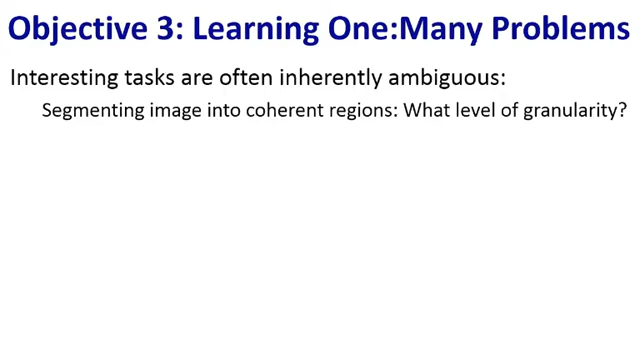 Objective 3: Learning One:Many Problems
Interesting tasks are often inherently ambiguous:
Segmenting image into coherent regions: What level of granularity?